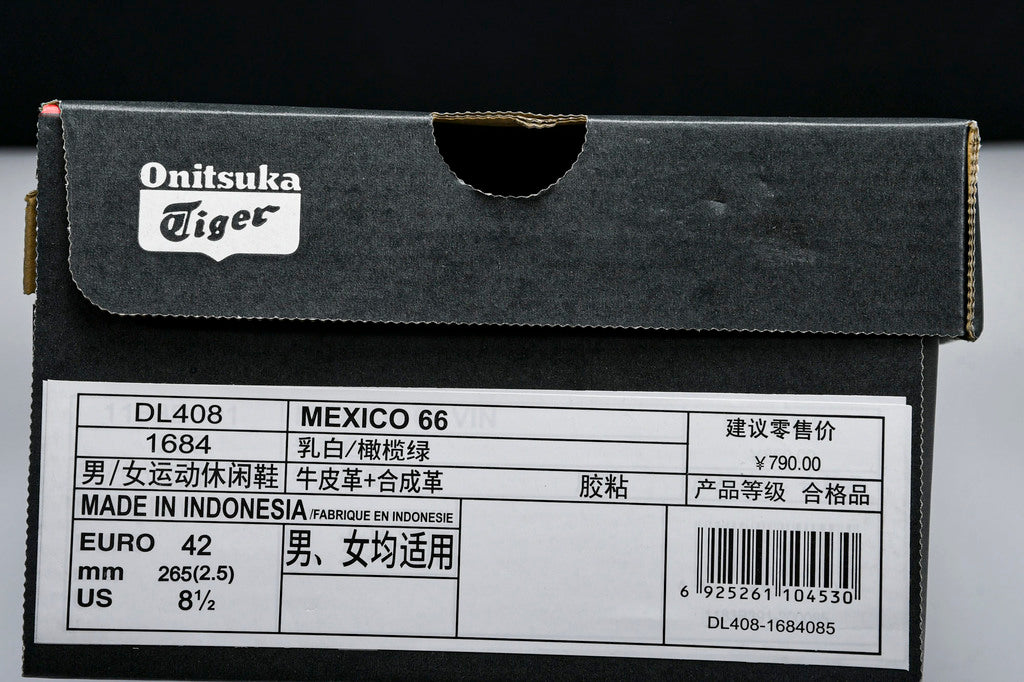 Onitsuka
Tiger
DL408
MEXICO 66
建议零售价
1684
乳白/橄榄绿
￥790.00
男/女运动休闲鞋
牛皮革+合成革
胶粘
产品等级 合格品
MADE IN INDONESIA/FABRIQUE EN INDONESIE
EURO 42
男、女均适用
mm 265(2.5)
US 8½
6 925261 104530
DL408-1684085